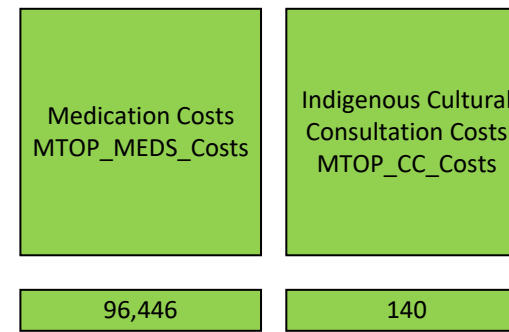 Medication Costs
MTOP_MEDS_Costs
Indigenous Cultural
Consultation Costs
MTOP_CC_Costs
96,446
140